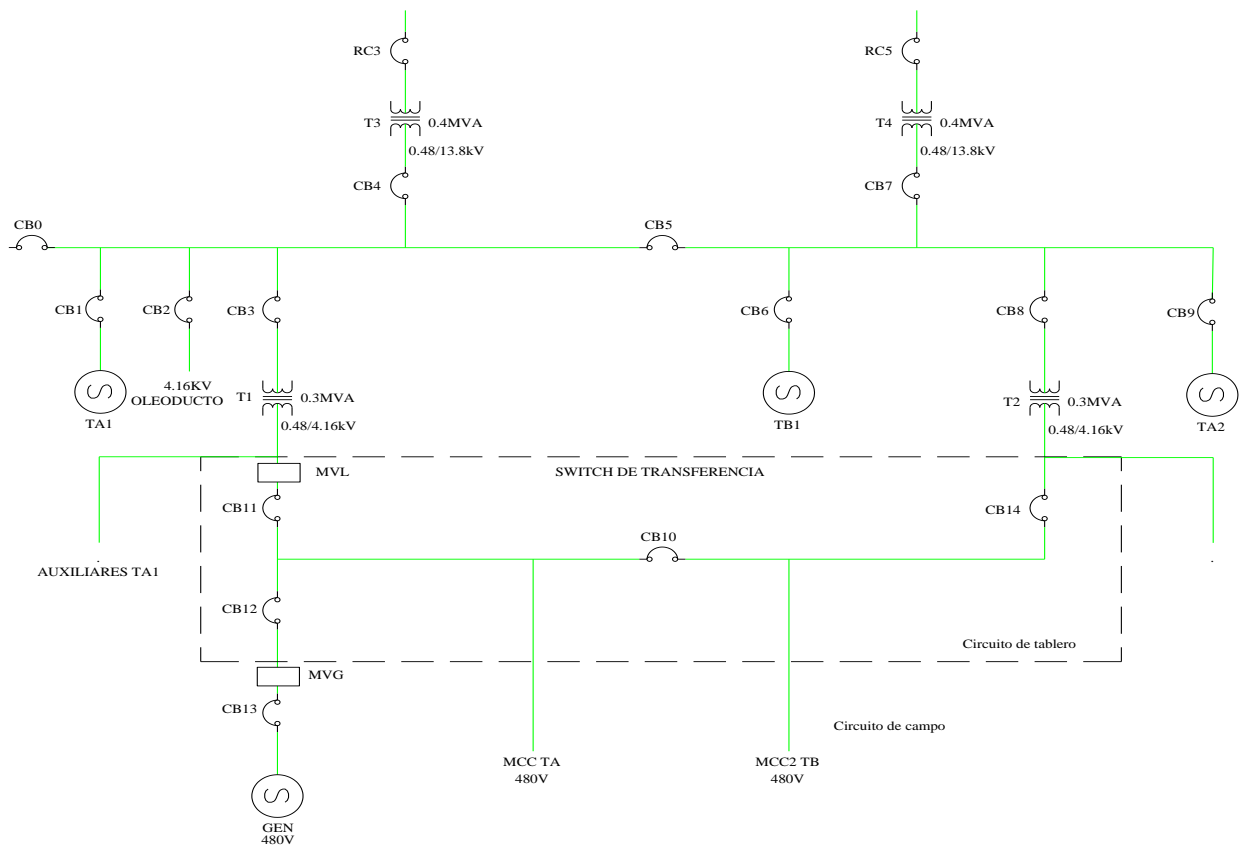 RC3
RC5
T3
0.4MVA
T4
0.4MVA
0.48/13.8kV
0.48/13.8kV
CB4
CB7
CB0
CB5
CB1
CB2
CB3
CB6
CB8
CB9
4.16KV
OLEODUCTO
T1
0.3MVA
T2
0.3MVA
TA1
TB1
TA2
0.48/4.16kV
0.48/4.16kV
MVL
SWITCH DE TRANSFERENCIA
CB11
CB14
CB10
AUXILIARES TA1
CB12
Circuito de tablero
MVG
CB13
Circuito de campo
MCC TA
480V
MCC2 TB
480V
GEN
480V